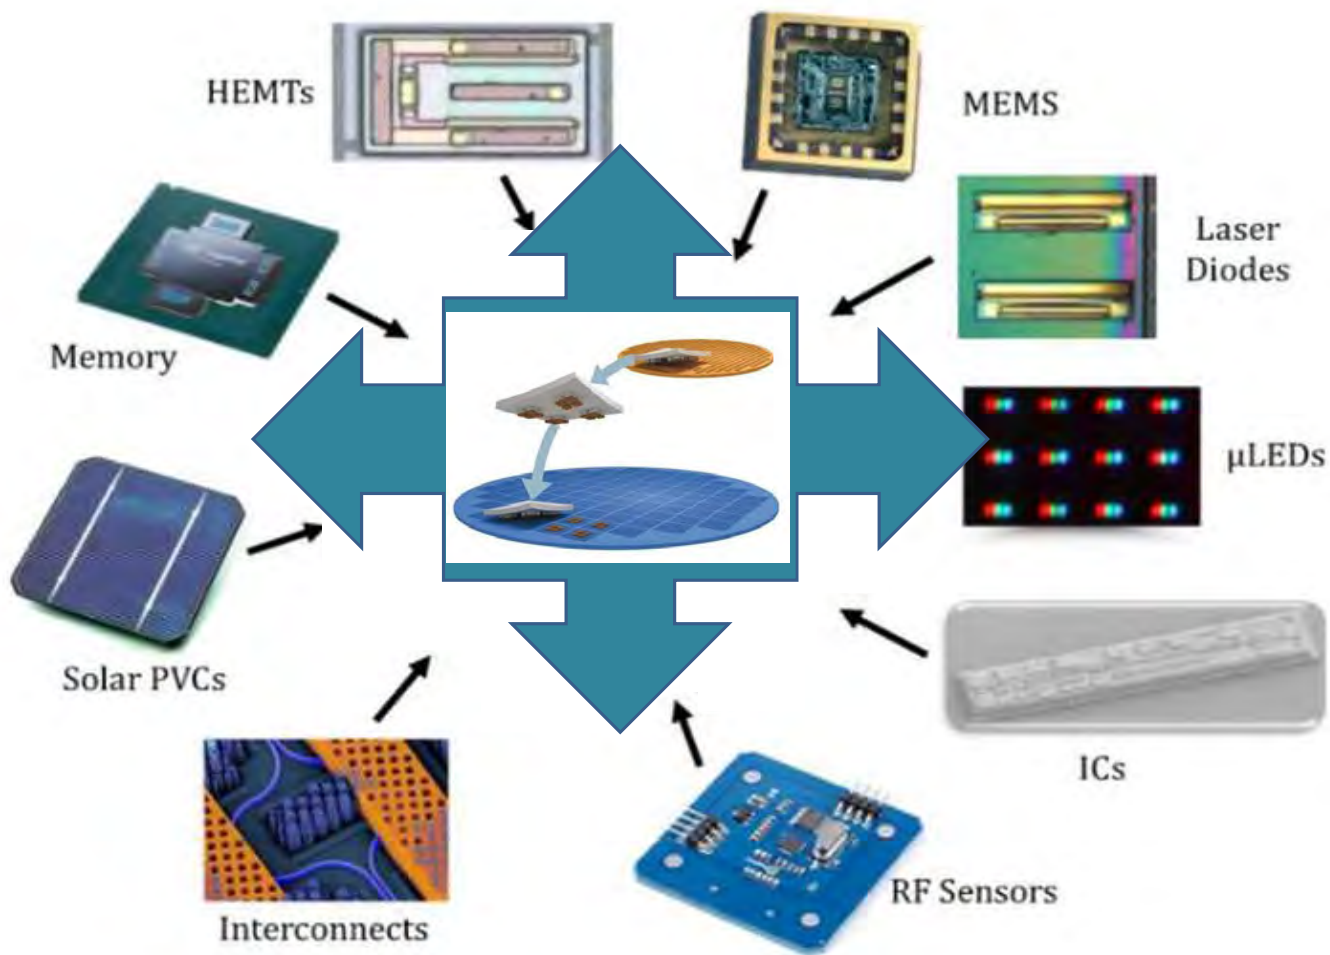 HEMTs
MEMS
Laser
Diodes
Memory
μLEDs
Solar PVCs
ICs
RF Sensors
Interconnects